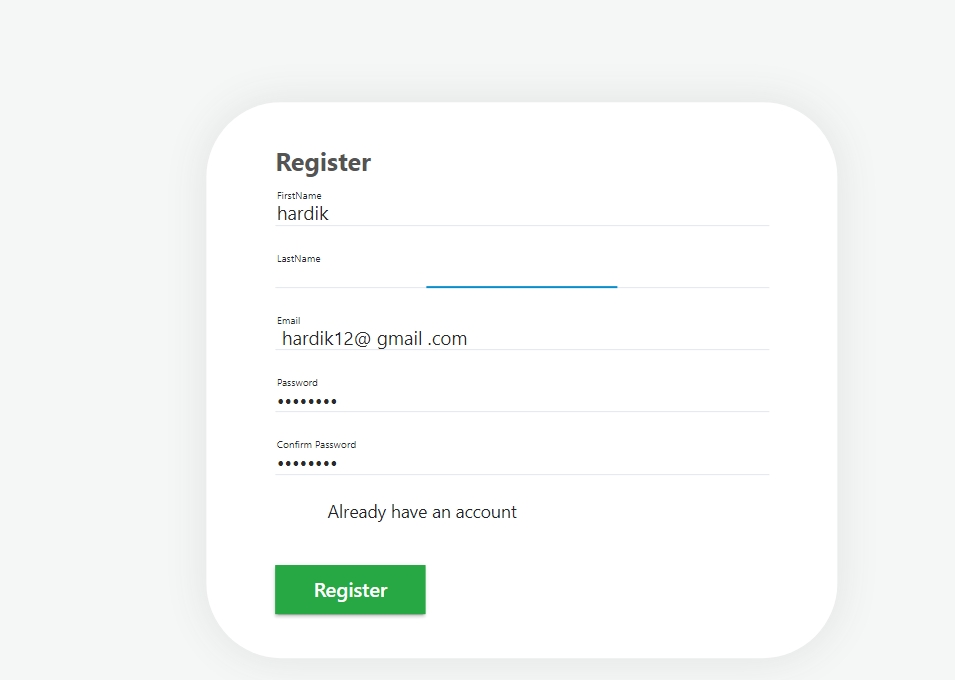 Register
FirstName
hardik
LastName
Email
hardik12@ gmail .com
Password
••••••••
Confirm Password
••••••••
Already have an account
Register